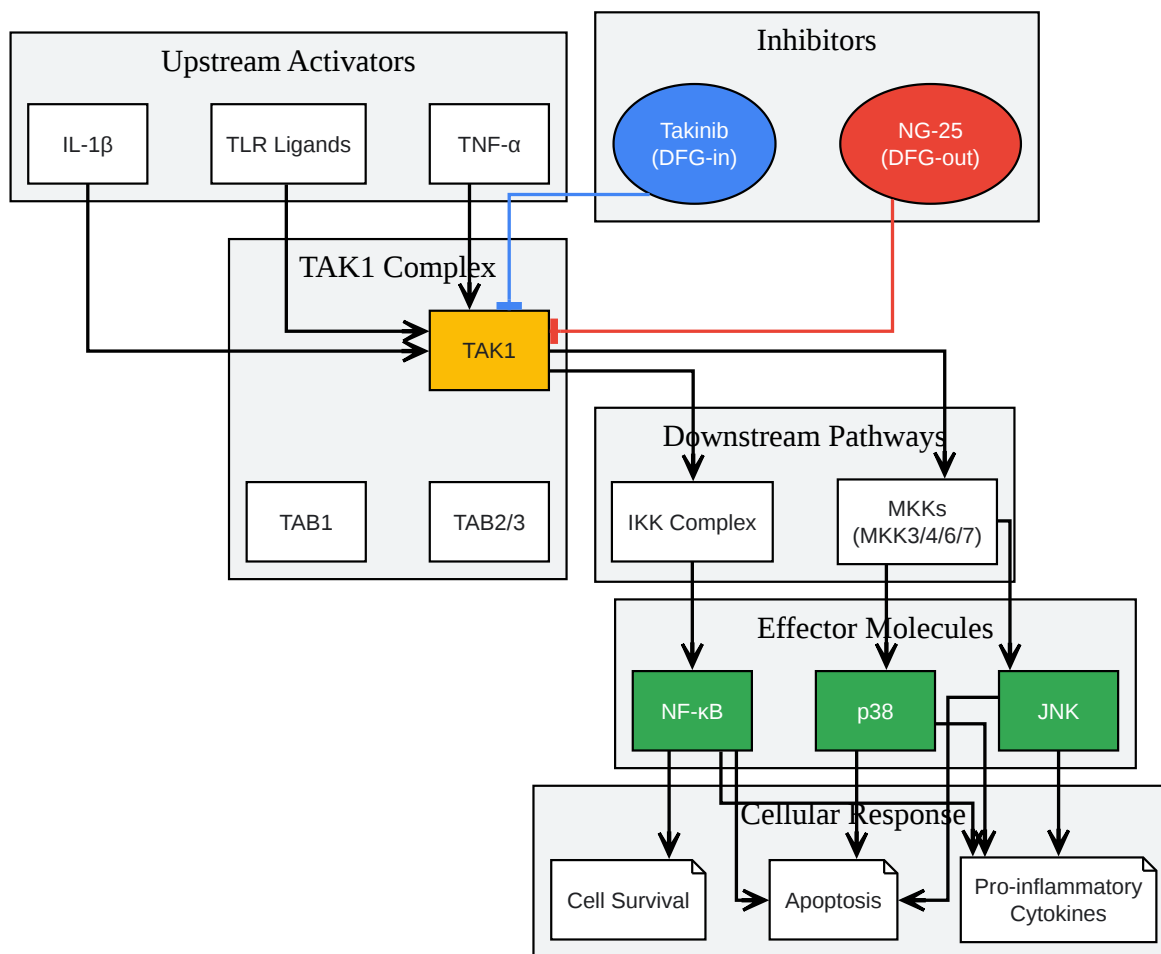 Upstream Activators
Inhibitors
IL-1β
TLR Ligands
TNF-α
Takinib
(DFG-in)
NG-25
(DFG-out)
TAK1 Complex
TAK1
Downstream Pathways
TAB1
TAB2/3
IKK Complex
MKKs
(MKK3/4/6/7)
Effector Molecules
NF-κB
p38
JNK
Cellular Response
Cell Survival
Apoptosis
Pro-inflammatory
Cytokines